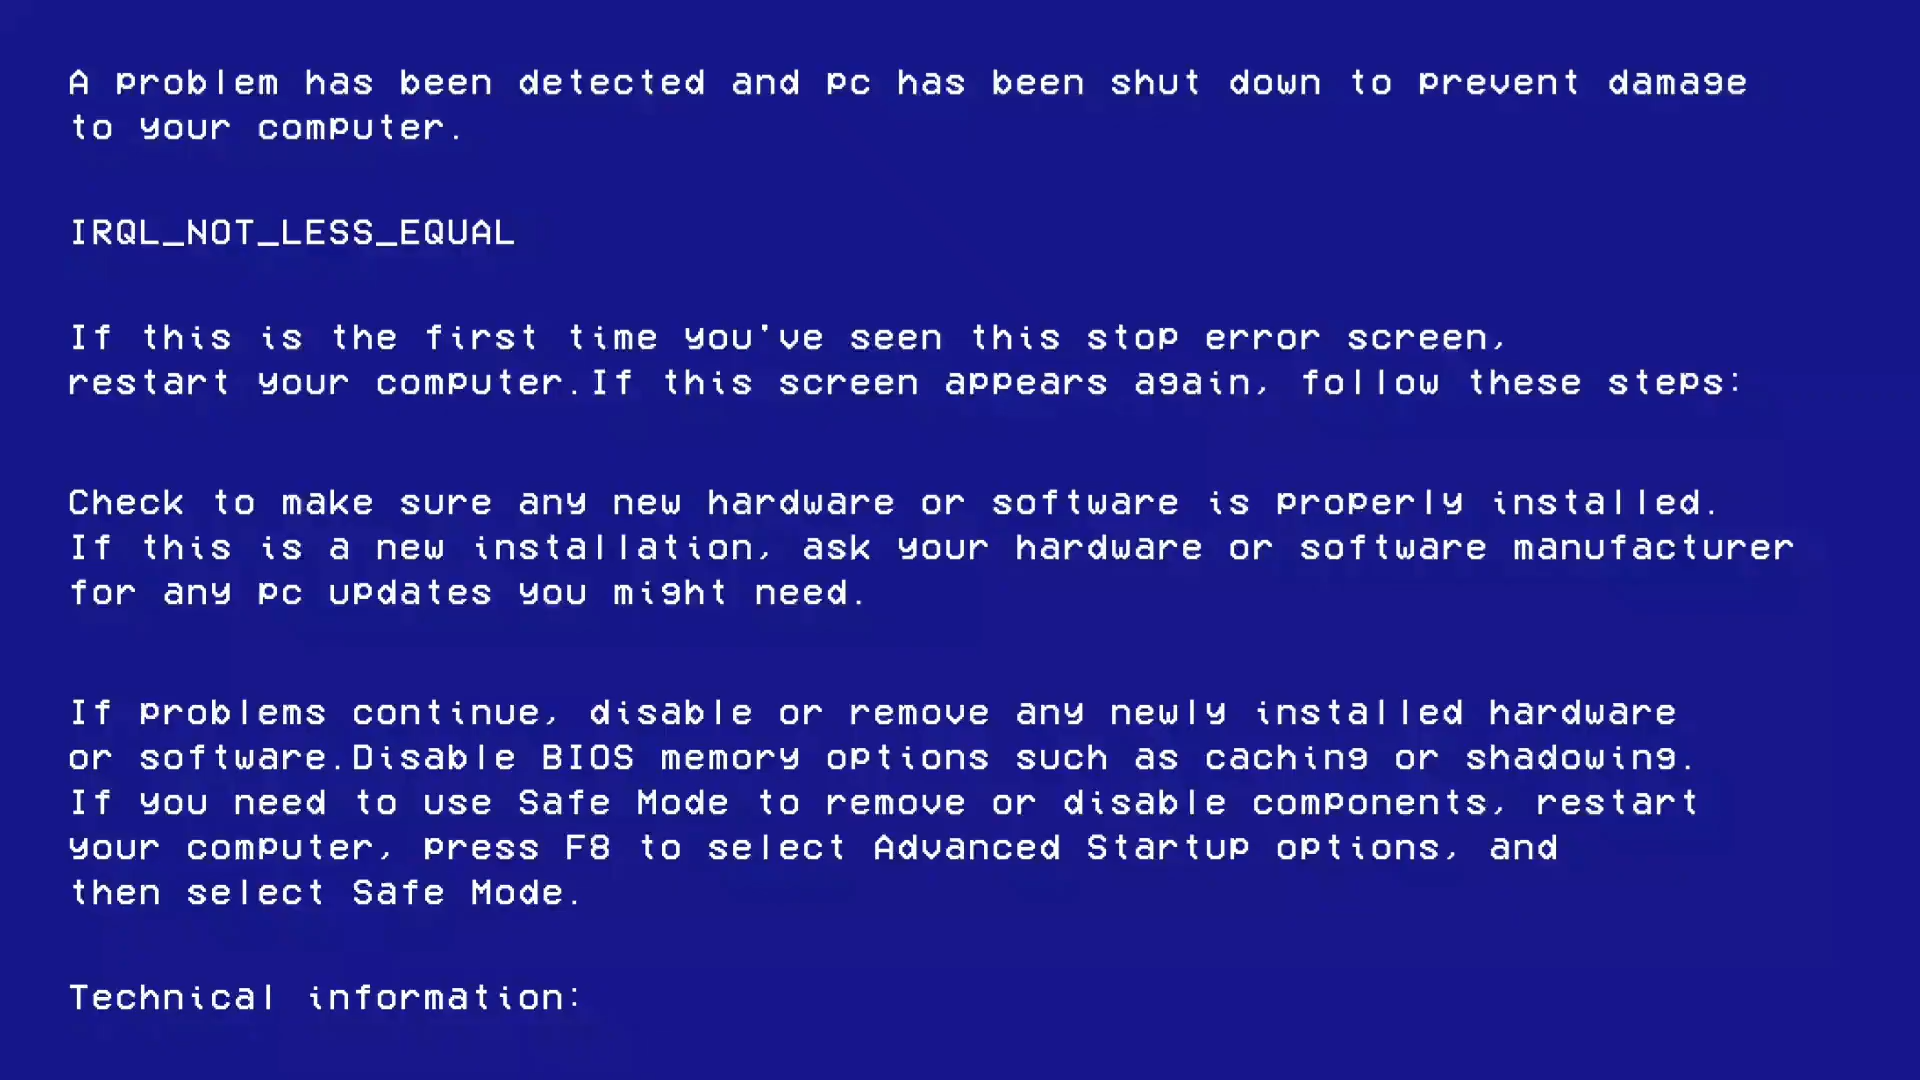 A problem has been detected and pc has been shut down to prevent damage
to your computer.
IRQL_NOT_LESS_EQUAL
If this is the first time you've seen this stop error screen,
restart your computer.If this screen appears again, follow these steps:
Check to make sure any new hardware or software is properly installed.
If this is a new installation, ask your hardware or software manufacturer
for any pc updates you might need.
If problems continue, disable or remove any newly installed hardware
or software.Disable BIOS memory options such as caching or shadowing.
If you need to use Safe Mode to remove or disable components, restart
your computer, press F8 to select Advanced Startup options, and
then select Safe Mode.
Technical information: